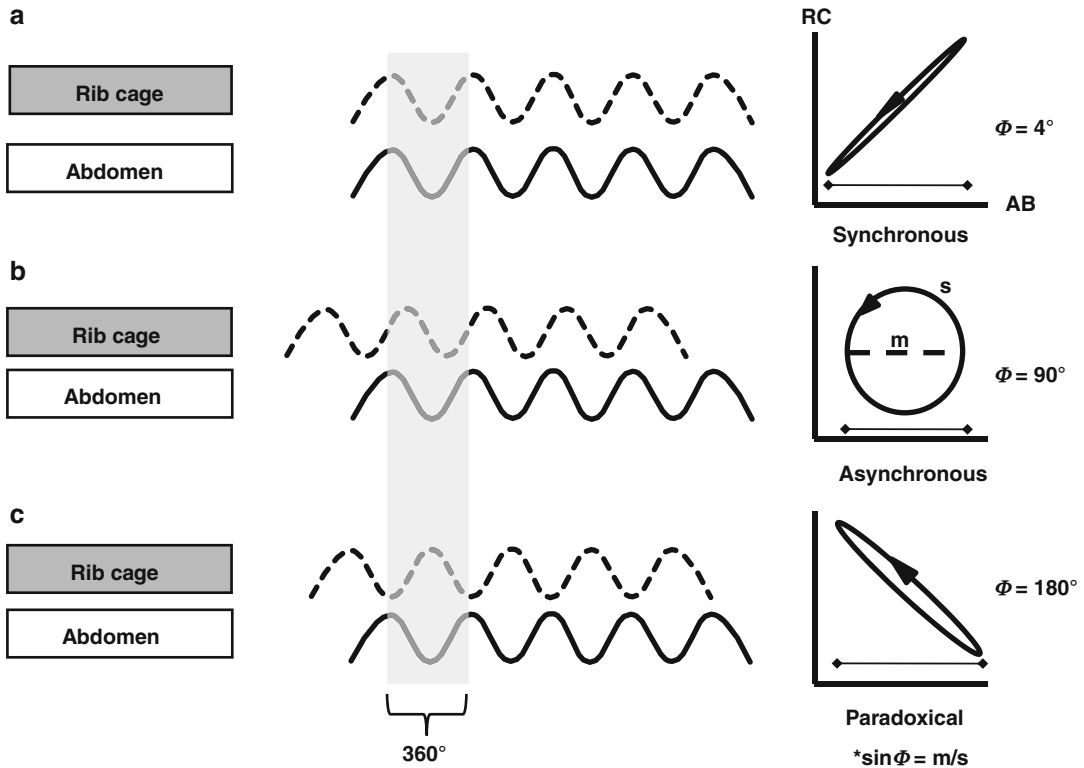 a
RC
Rib cage
Abdomen
Φ = 4°
AB
Synchronous
b
Rib cage
Abdomen
s
m
Φ = 90°
Asynchronous
c
Rib cage
Abdomen
Φ = 180°
360°
Paradoxical
*sinΦ = m/s